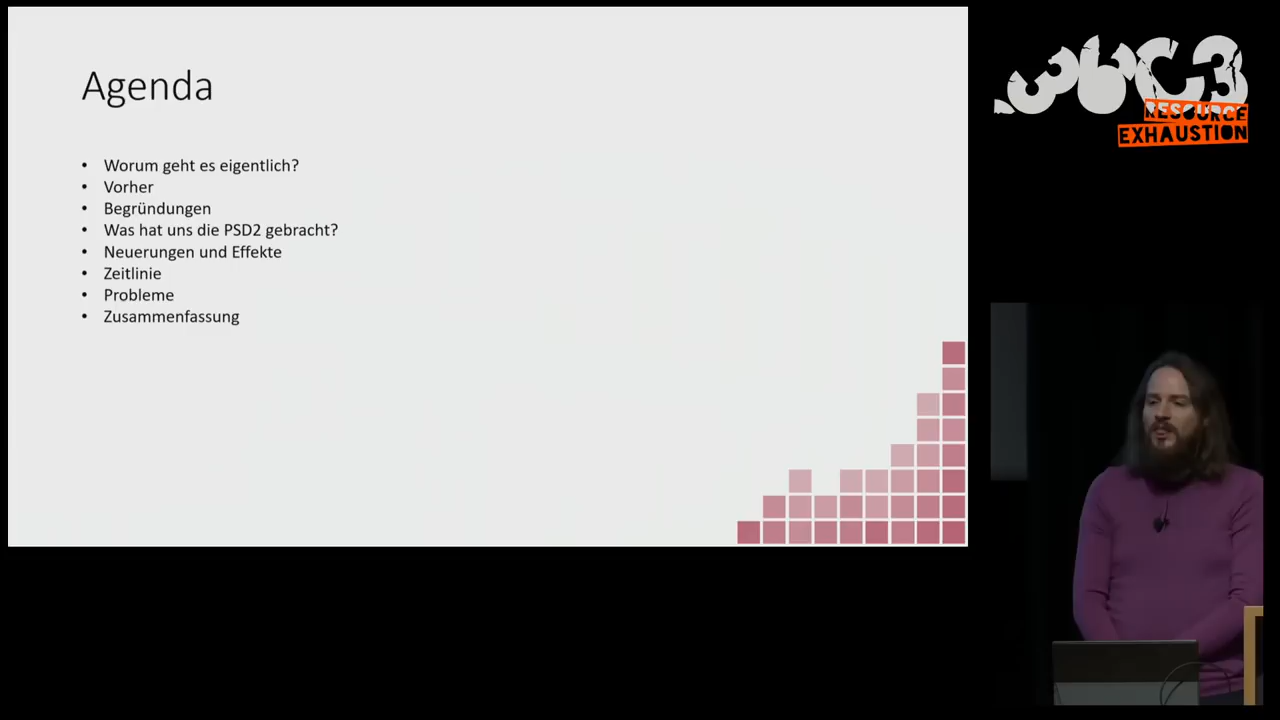 Agenda
• Worum geht es eigentlich?
• Vorher
• Begründungen
• Was hat uns die PSD2 gebracht?
• Neuerungen und Effekte
• Zeitlinie
• Probleme
• Zusammenfassung
36C3
RESOURCE
EXHAUSTION